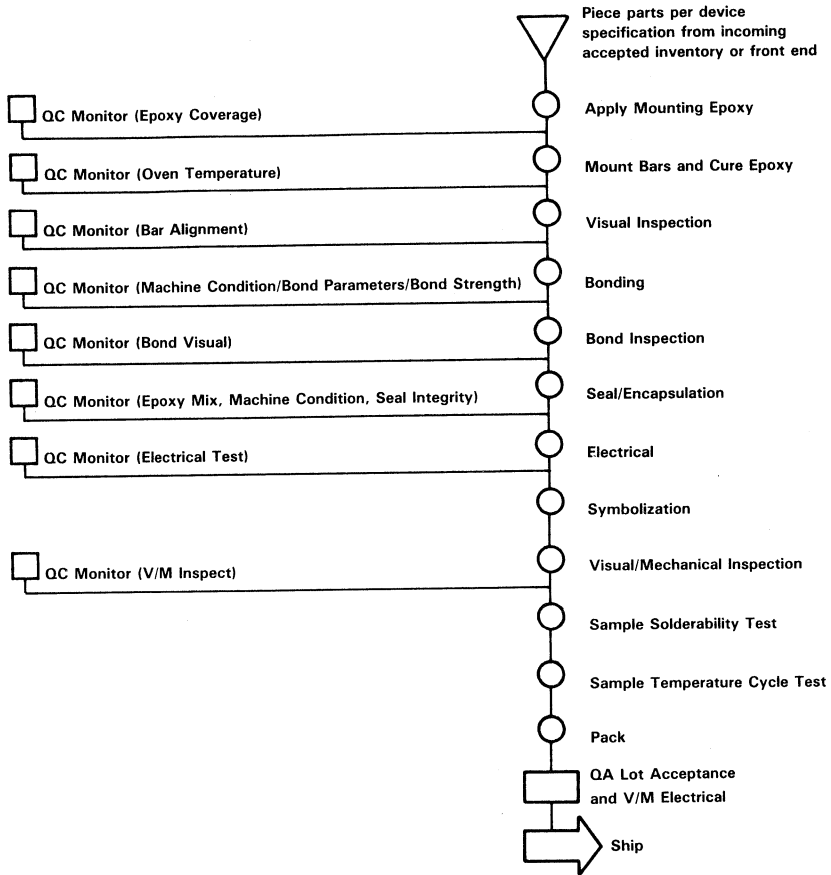 Piece parts per device
specification from incoming
accepted inventory or front end
QC Monitor (Epoxy Coverage)
Apply Mounting Epoxy
QC Monitor (Oven Temperature)
Mount Bars and Cure Epoxy
QC Monitor (Bar Alignment)
Visual Inspection
QC Monitor (Machine Condition/Bond Parameters/Bond Strength)
Bonding
QC Monitor (Bond Visual)
Bond Inspection
QC Monitor (Epoxy Mix, Machine Condition, Seal Integrity)
Seal/Encapsulation
QC Monitor (Electrical Test)
Electrical
Symbolization
QC Monitor (V/M Inspect)
Visual/Mechanical Inspection
Sample Solderability Test
Sample Temperature Cycle Test
Pack
QA Lot Acceptance
and V/M Electrical
Ship